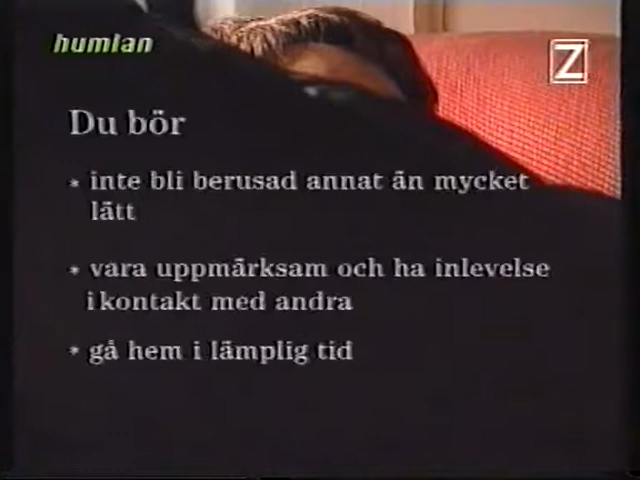 humlan
Z
Du bör
* inte bli berusad annat än mycket
lätt
* vara uppmärksam och ha inlevelse
i kontakt med andra
* gå hem i lämplig tid